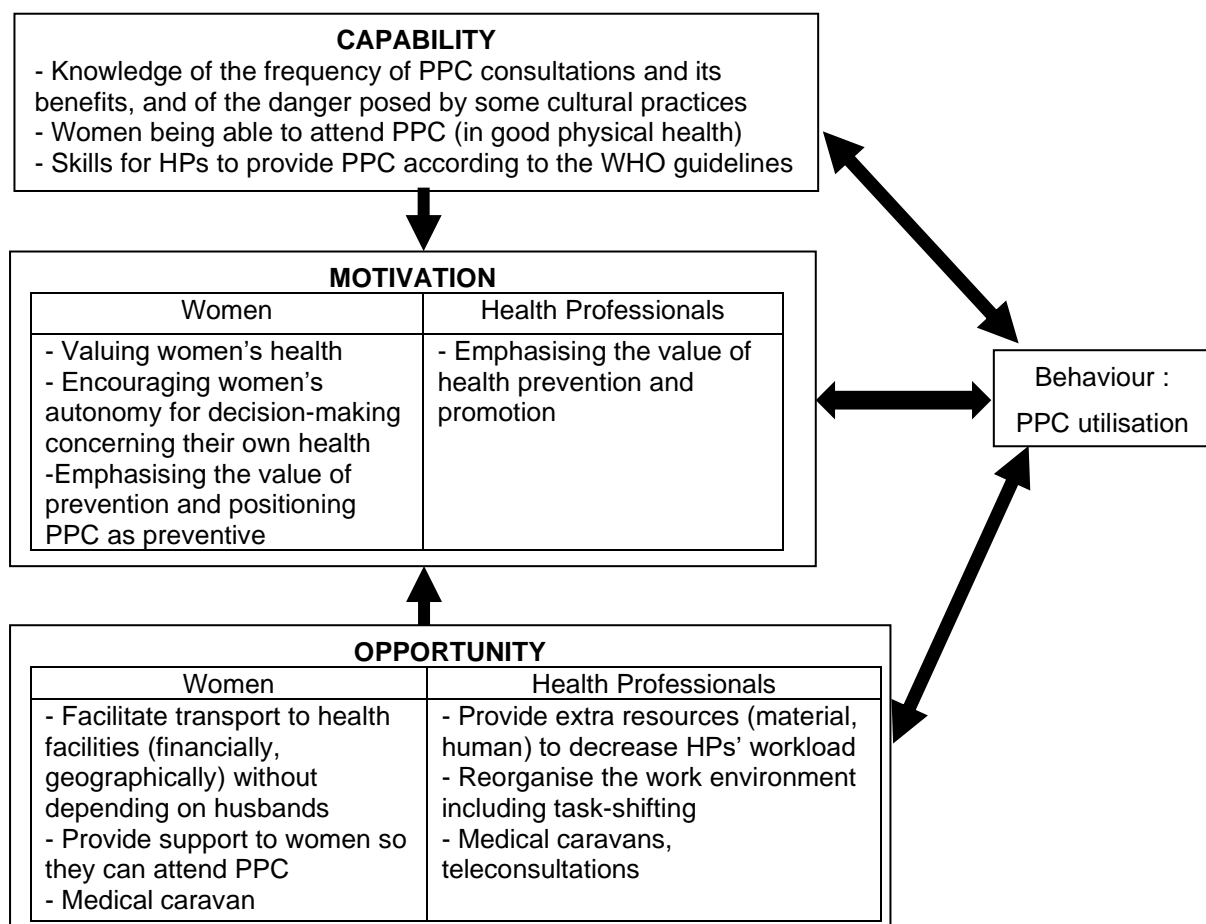 CAPABILITY
- Knowledge of the frequency of PPC consultations and its
benefits, and of the danger posed by some cultural practices
- Women being able to attend PPC (in good physical health)
- Skills for HPs to provide PPC according to the WHO guidelines
MOTIVATION
Women
- Valuing women’s health
- Encouraging women’s
autonomy for decision-making
concerning their own health
-Emphasising the value of
prevention and positioning
PPC as preventive
Health Professionals
- Emphasising the value of
health prevention and
promotion
Behaviour :
PPC utilisation
OPPORTUNITY
Women
- Facilitate transport to health
facilities (financially,
geographically) without
depending on husbands
- Provide support to women so
they can attend PPC
- Medical caravan
Health Professionals
- Provide extra resources (material,
human) to decrease HPs’ workload
- Reorganise the work environment
including task-shifting
- Medical caravans,
teleconsultations